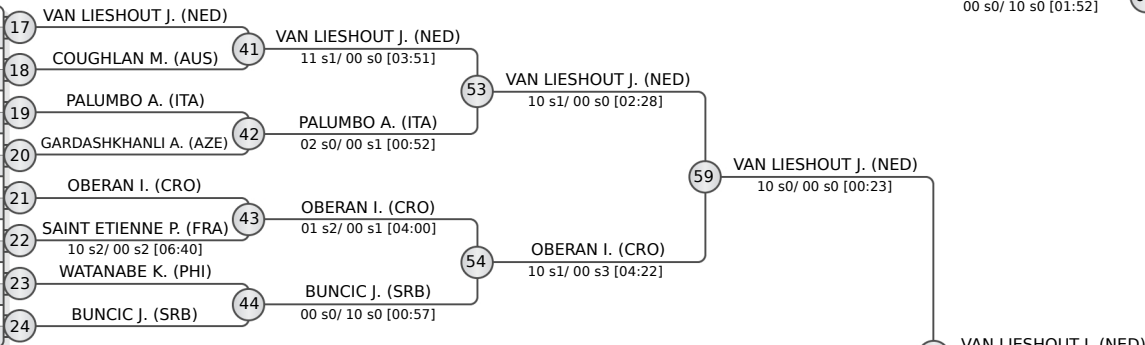 00 s0/ 10 s0 [01:52]
17
VAN LIESHOUT J. (NED)
18
COUGHLAN M. (AUS)
41
VAN LIESHOUT J. (NED)
11 s1/ 00 s0 [03:51]
19
PALUMBO A. (ITA)
20
GARDASHKHANLI A. (AZE)
42
PALUMBO A. (ITA)
02 s0/ 00 s1 [00:52]
53
VAN LIESHOUT J. (NED)
10 s1/ 00 s0 [02:28]
21
OBERAN I. (CRO)
22
SAINT ETIENNE P. (FRA)
10 s2/ 00 s2 [06:40]
43
OBERAN I. (CRO)
01 s2/ 00 s1 [04:00]
23
WATANABE K. (PHI)
24
BUNCIC J. (SRB)
44
BUNCIC J. (SRB)
00 s0/ 10 s0 [00:57]
54
OBERAN I. (CRO)
10 s1/ 00 s3 [04:22]
59
VAN LIESHOUT J. (NED)
10 s0/ 00 s0 [00:23]
VAN LIESHOUT J. (NED)